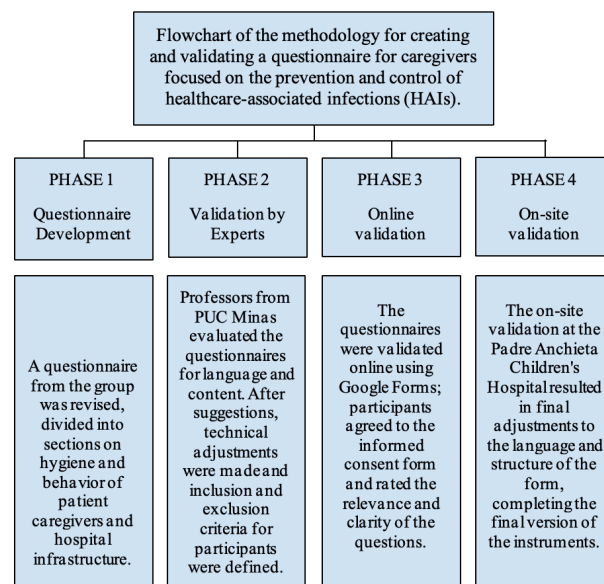 Flowchart of the methodology for creating
and validating a questionnaire for caregivers
focused on the prevention and control of
healthcare-associated infections (HAIs).
PHASE 1
Questionnaire
Development
PHASE 2
Validation by
Experts
PHASE 3
Online
validation
PHASE 4
On-site
validation
A questionnaire
from the group
was revised,
divided into
sections on
hygiene and
behavior of
patient
caregivers and
hospital
infrastructure.
Professors from
PUC Minas
evaluated the
questionnaires
for language and
content. After
suggestions,
technical
adjustments
were made and
inclusion and
exclusion
criteria for
participants
were defined.
The
questionnaires
were validated
online using
Google Forms;
participants
agreed to the
informed
consent form
and rated the
relevance and
clarity of the
questions.
The on-site
validation at the
Padre Anchieta
Children's
Hospital resulted
in final
adjustments to
the language and
structure of the
form,
completing the
final version of
the instruments.